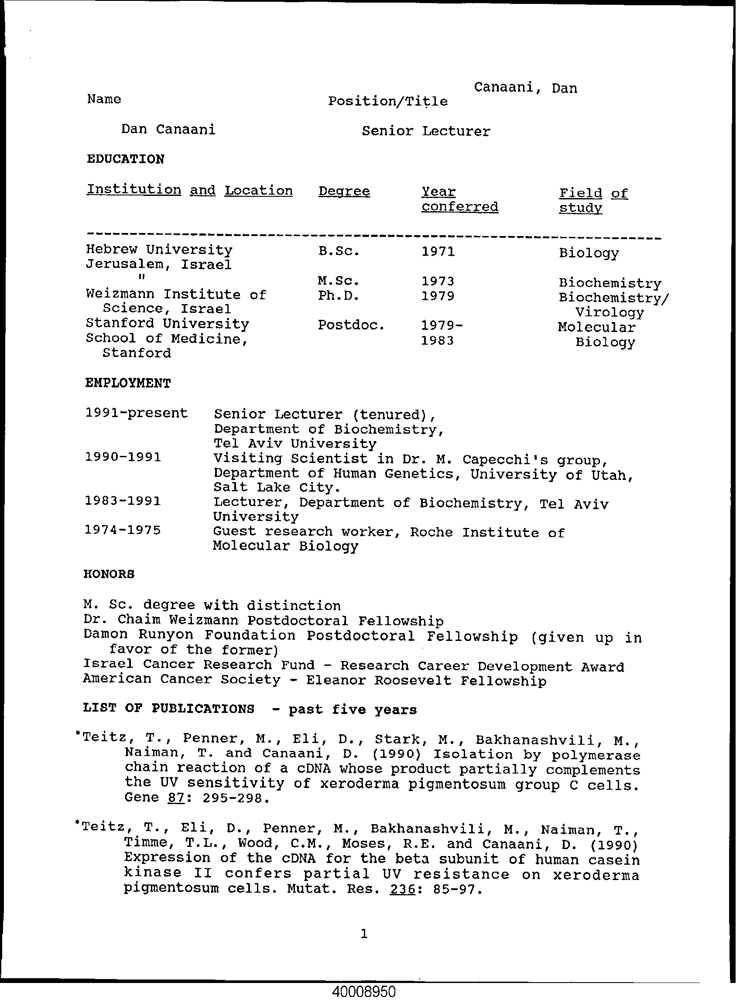 Canaani, Dan
Name Position/Title
Dan Canaani Senior Lecturer
EDUCATION
Institution and Location Degree Year Field of
conferred study
Hebrew University B.Sc. 1971 Biology
Jerusalem, Israel
" M.Sc. 1973 Biochemistry
Weizmann Institute of Ph.D. 1979 Biochemistry/
Science, Israel Virology
Stanford University Postdoc. 1979- Molecular
School of Medicine, 1983 Biology
Stanford
EMPLOYMENT
1991-present Senior Lecturer (tenured),
Department of Biochemistry,
Tel Aviv University
1990-1991 Visiting Scientist in Dr. M. Capecchi's group,
Department of Human Genetics, University of Utah,
Salt Lake City.
1983-1991 Lecturer, Department of Biochemistry, Tel Aviv
University
1974-1975 Guest research worker, Roche Institute of
Molecular Biology
HONORS
M. Sc. degree with distinction
Dr. Chaim Weizmann Postdoctoral Fellowship
Damon Runyon Foundation Postdoctoral Fellowship (given up in
favor of the former)
Israel Cancer Research Fund - Research Career Development Award
American Cancer Society - Eleanor Roosevelt Fellowship
LIST OF PUBLICATIONS - past five years
*Teitz, T., Penner, M., Eli, D., Stark, M., Bakhanashvili, M.,
Naiman, T. and Canaani, D. (1990) Isolation by polymerase
chain reaction of a cDNA whose product partially complements
the UV sensitivity of xeroderma pigmentosum group C cells.
Gene 87: 295-298.
*Teitz, T., Eli, D., Penner, M., Bakhanashvili, M., Naiman, T.,
Timme, T.L., Wood, C.M., Moses, R.E. and Canaani, D. (1990)
Expression of the cDNA for the beta subunit of human casein
kinase II confers partial UV resistance on xeroderma
pigmentosum cells. Mutat. Res. 236: 85-97.
1
40008950